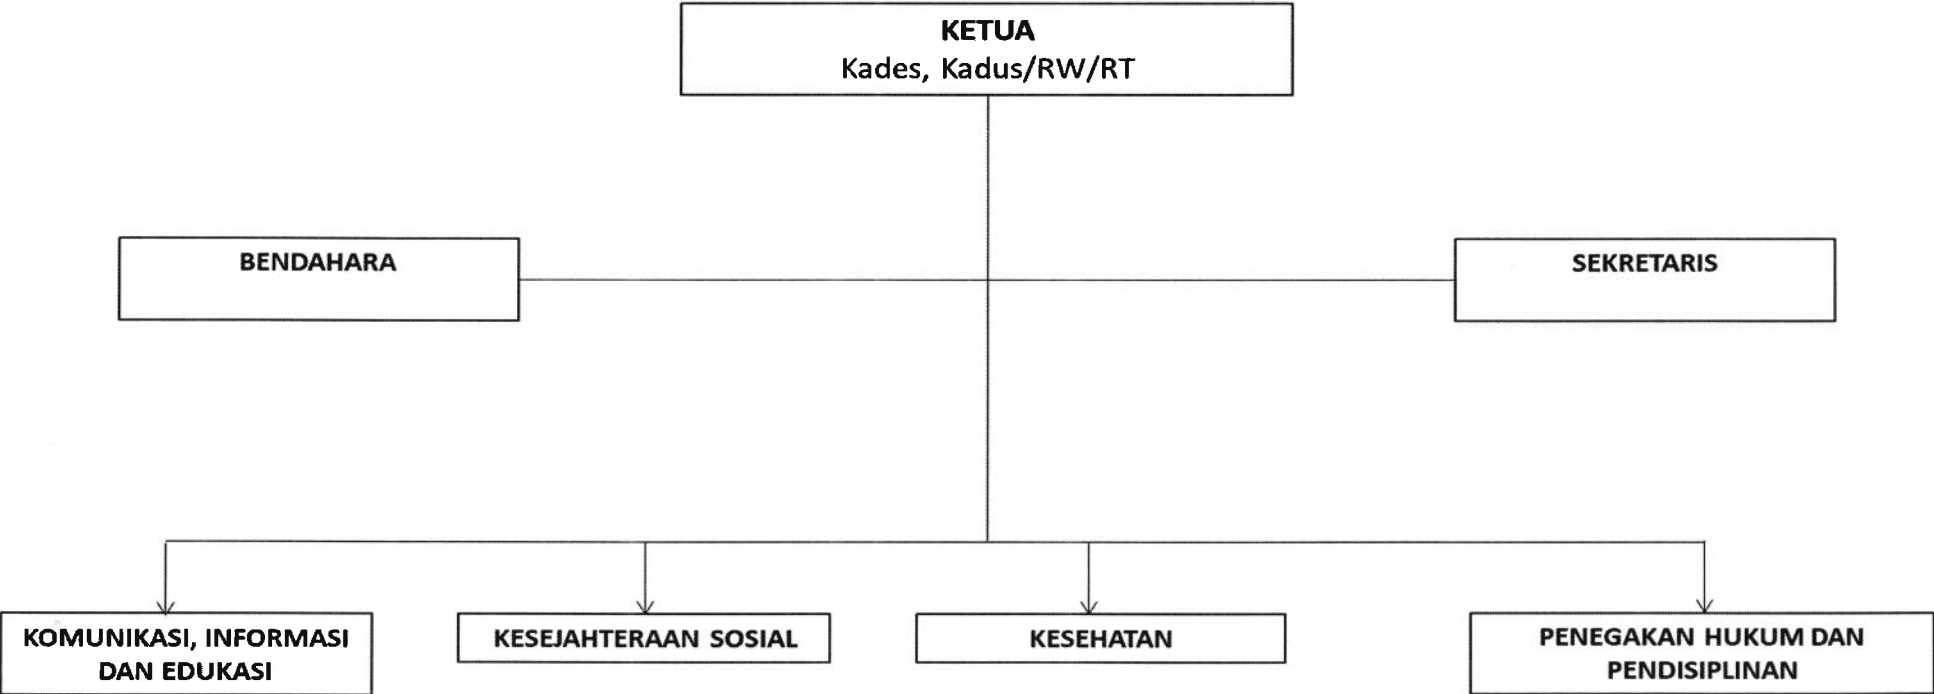 KETUA
Kades, Kadus/RW/RT
BENDAHARA
SEKRETARIS
KOMUNIKASI, INFORMASI
DAN EDUKASI
KESEJAHTERAAN SOSIAL
KESEHATAN
PENEGAKAN HUKUM DAN
PENDISIPLINAN